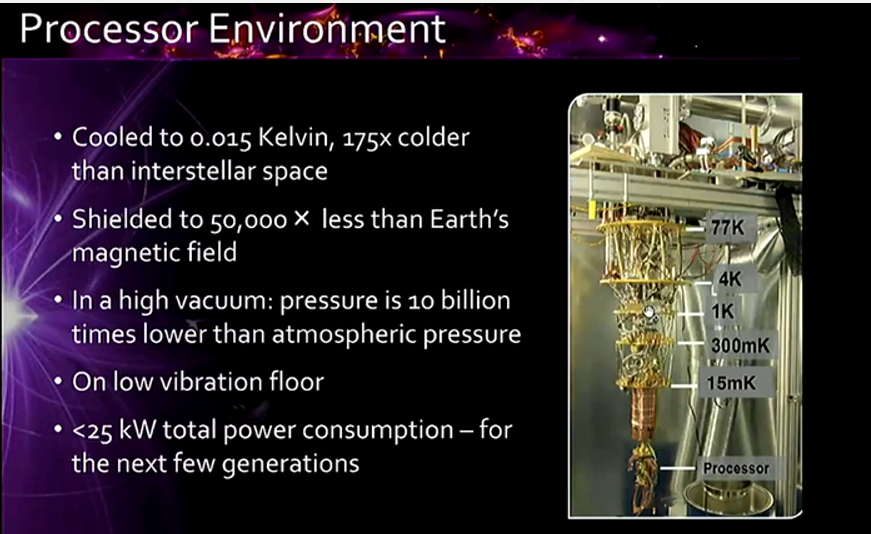 Processor Environment
• Cooled to 0.015 Kelvin, 175x colder
than interstellar space
• Shielded to 50,000 × less than Earth's
magnetic field
• In a high vacuum: pressure is 10 billion
times lower than atmospheric pressure
• On low vibration floor
• <25 kW total power consumption – for
the next few generations
77K
4K
1K
300mK
15mK
Processor